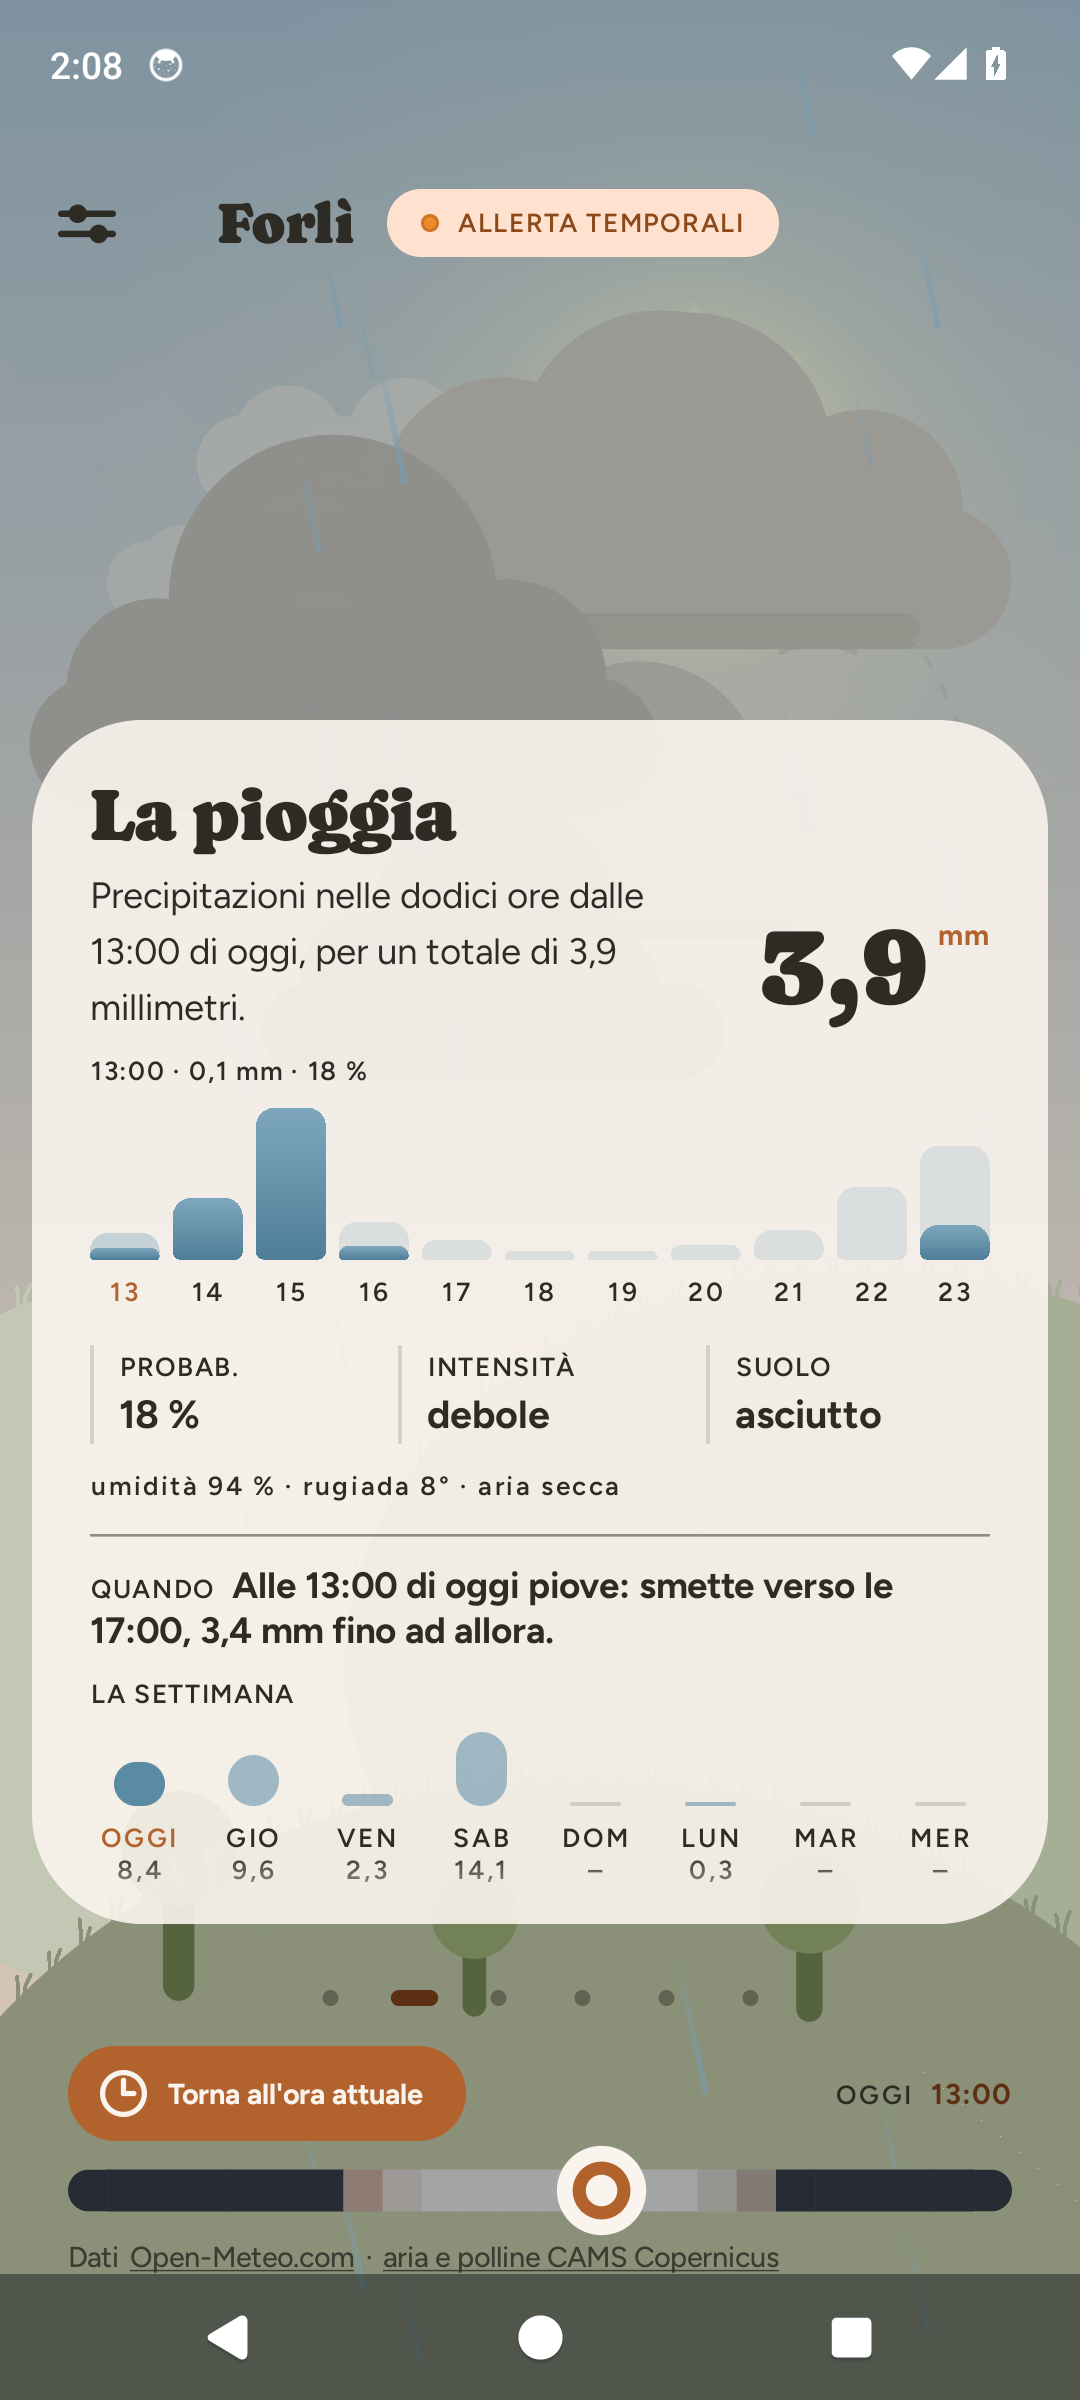 2:08
Forlì
ALLERTA TEMPORALI
La pioggia
Precipitazioni nelle dodici ore dalle
13:00 di oggi, per un totale di 3,9
millimetri.
3,9 mm
13:00 · 0,1 mm · 18 %
13 14 15 16 17 18 19 20 21 22 23
PROBAB. INTENSITÀ SUOLO
18 % debole asciutto
umidità 94 % · rugiada 8° · aria secca
QUANDO Alle 13:00 di oggi piove: smette verso le
17:00, 3,4 mm fino ad allora.
LA SETTIMANA
OGGI GIO VEN SAB DOM LUN MAR MER
8,4 9,6 2,3 14,1 – 0,3 – –
Torna all'ora attuale
OGGI 13:00
Dati Open-Meteo.com · aria e polline CAMS Copernicus